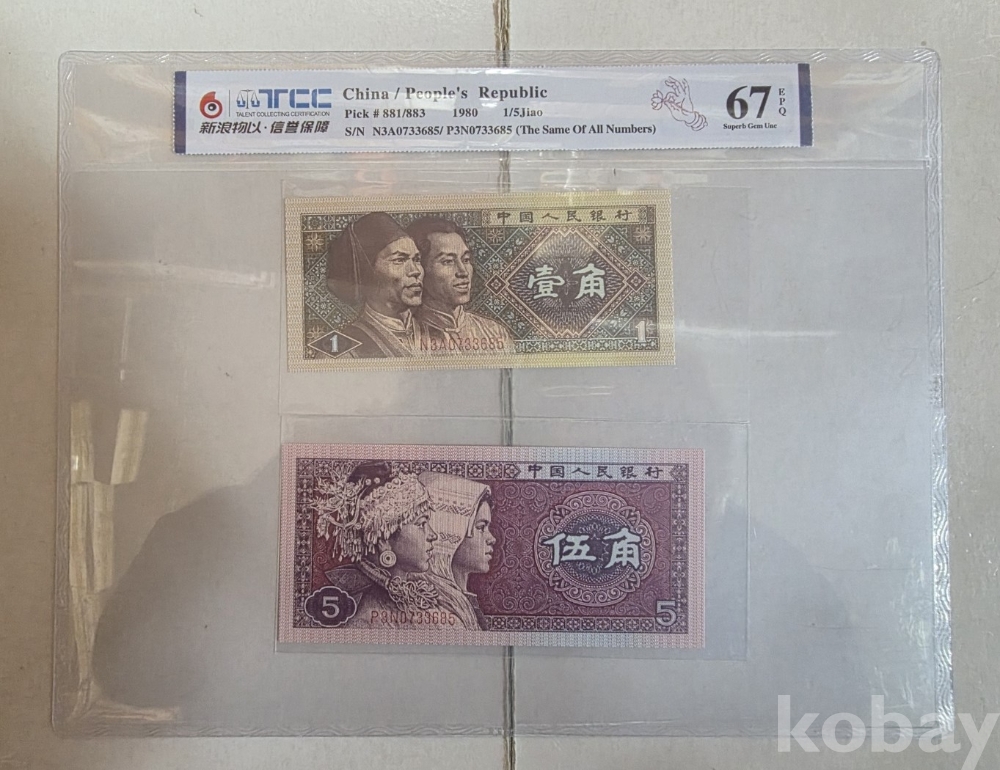 TCC
TALENT COLLECTING CERTIFICATION
新浪物以·信誉保障
China / People's Republic
Pick # 881/883 1980 1/5Jiao
S/N N3A0733685/ P3N0733685 (The Same Of All Numbers)
67 EPQ
Superb Gem Unc
中国人民银行
壹角
1 N3A0733685 1
中国人民银行
伍角
5 P3N0733685 5
kobay